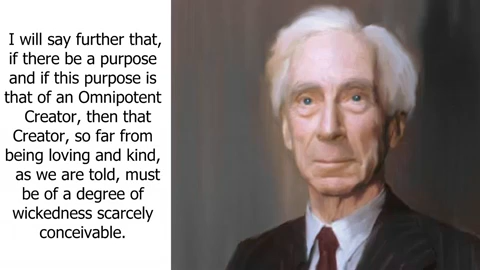 I will say further that,
if there be a purpose
and if this purpose is
that of an Omnipotent
Creator, then that
Creator, so far from
being loving and kind,
as we are told, must
be of a degree of
wickedness scarcely
conceivable.